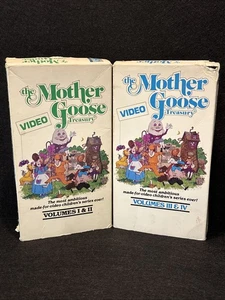 the Mother
Goose
Treasury
VIDEO
The most ambitious
made-for-video children's series ever!
VOLUMES I & II
the Mother
Goose
Treasury
VIDEO
The most ambitious
made-for-video children's series ever!
VOLUMES III & IV